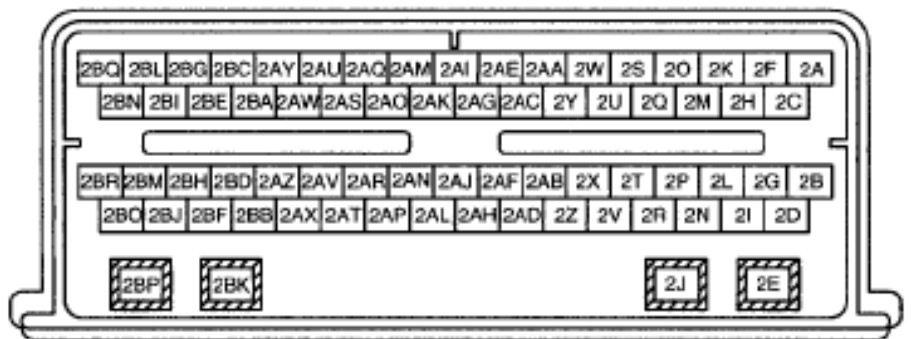 2BQ 2BL 2BG 2BC 2AY 2AU 2AQ 2AM 2AI 2AE 2AA 2W 2S 2O 2K 2F 2A
2BN 2BI 2BE 2BA 2AW 2AS 2AO 2AK 2AG 2AC 2Y 2U 2Q 2M 2H 2C
2BR 2BM 2BH 2BD 2AZ 2AV 2AR 2AN 2AJ 2AF 2AB 2X 2T 2P 2L 2G 2B
2BO 2BJ 2BF 2BB 2AX 2AT 2AP 2AL 2AH 2AD 2Z 2V 2R 2N 2I 2D
2BP 2BK 2J 2E